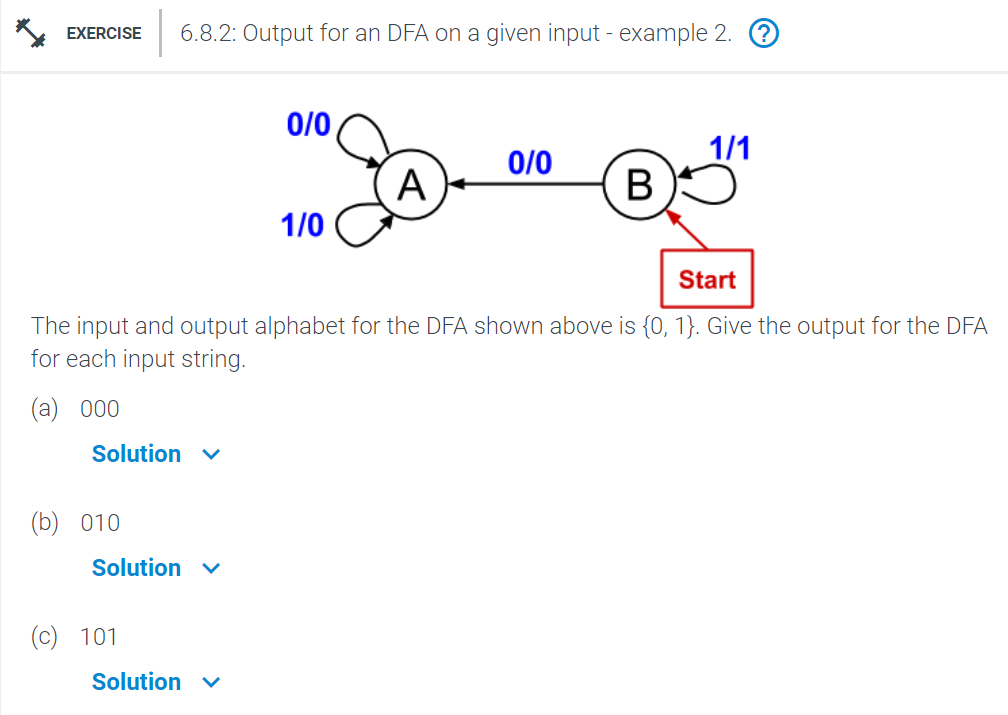 EXERCISE 6.8.2: Output for an DFA on a given input - example 2. ?
0/0
1/1
0/0
A
B
1/0
Start
The input and output alphabet for the DFA shown above is {0, 1}. Give the output for the DFA
for each input string.
(a) 000
Solution
(b) 010
Solution
(c) 101
Solution